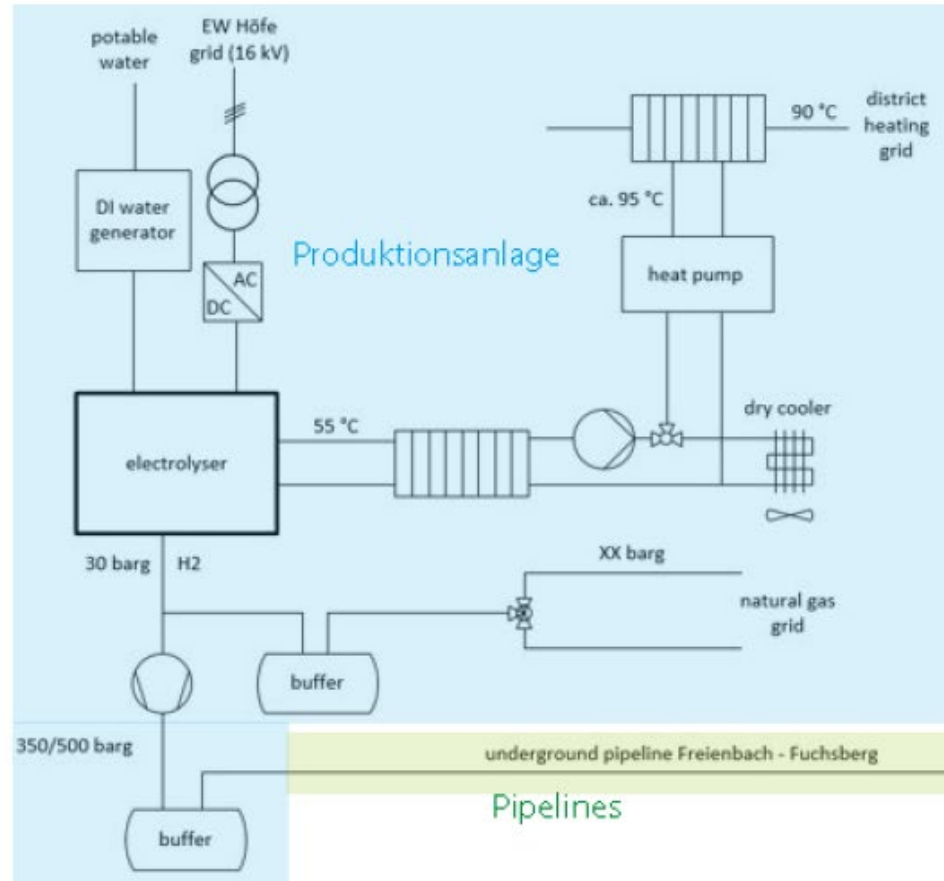 potable
water
EW Höfe
grid (16 kV)
90 °C
district
heating
grid
DI water
generator
ca. 95 °C
Produktionsanlage
heat pump
AC
DC
55 °C
dry cooler
electrolyser
30 barg
H2
XX barg
natural gas
grid
buffer
350/500 barg
underground pipeline Freienbach - Fuchsberg
Pipelines
buffer